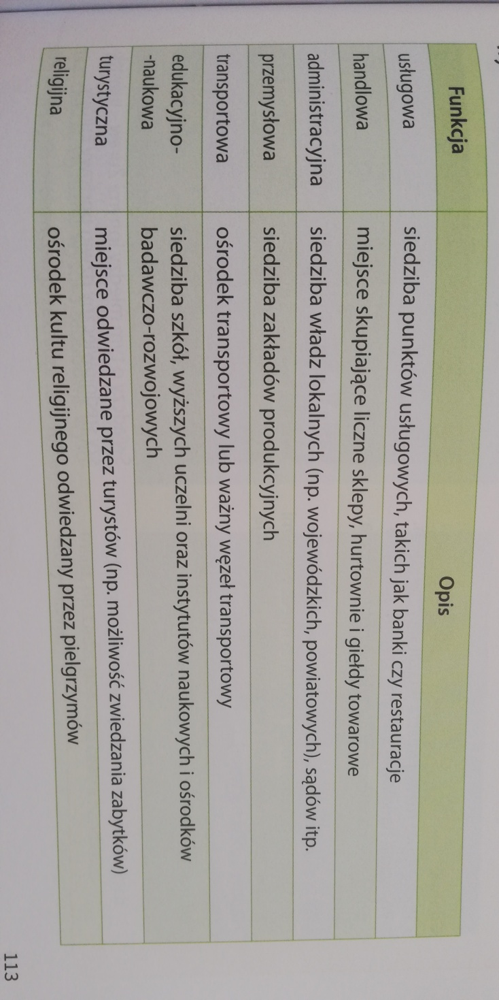 Funkcja Opis
usługowa siedziba punktów usługowych, takich jak banki czy restauracje
handlowa miejsce skupiające liczne sklepy, hurtownie i giełdy towarowe
administracyjna siedziba władz lokalnych (np. wojewódzkich, powiatowych), sądów itp.
przemysłowa siedziba zakładów produkcyjnych
transportowa ośrodek transportowy lub ważny węzeł transportowy
edukacyjno- siedziba szkół, wyższych uczelni oraz instytutów naukowych i ośrodków
-naukowa badawczo-rozwojowych
turystyczna miejsce odwiedzane przez turystów (np. możliwość zwiedzania zabytków)
religijna ośrodek kultu religijnego odwiedzany przez pielgrzymów
113